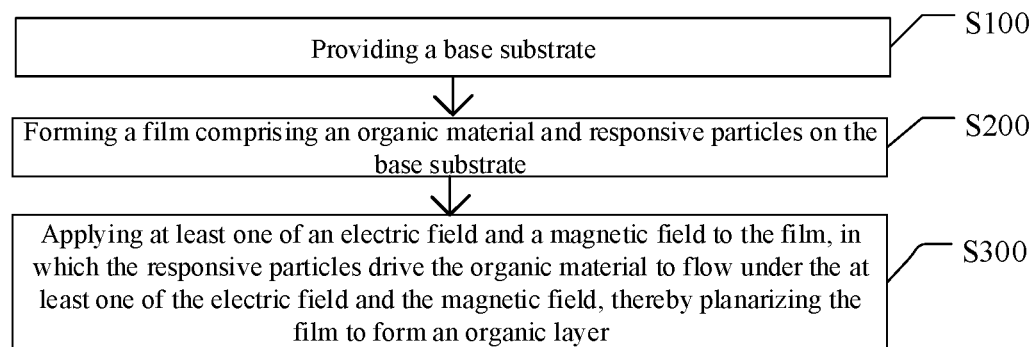 Providing a base substrate
S100
Forming a film comprising an organic material and responsive particles on the
base substrate
S200
Applying at least one of an electric field and a magnetic field to the film, in
which the responsive particles drive the organic material to flow under the at
least one of the electric field and the magnetic field, thereby planarizing the
film to form an organic layer
S300